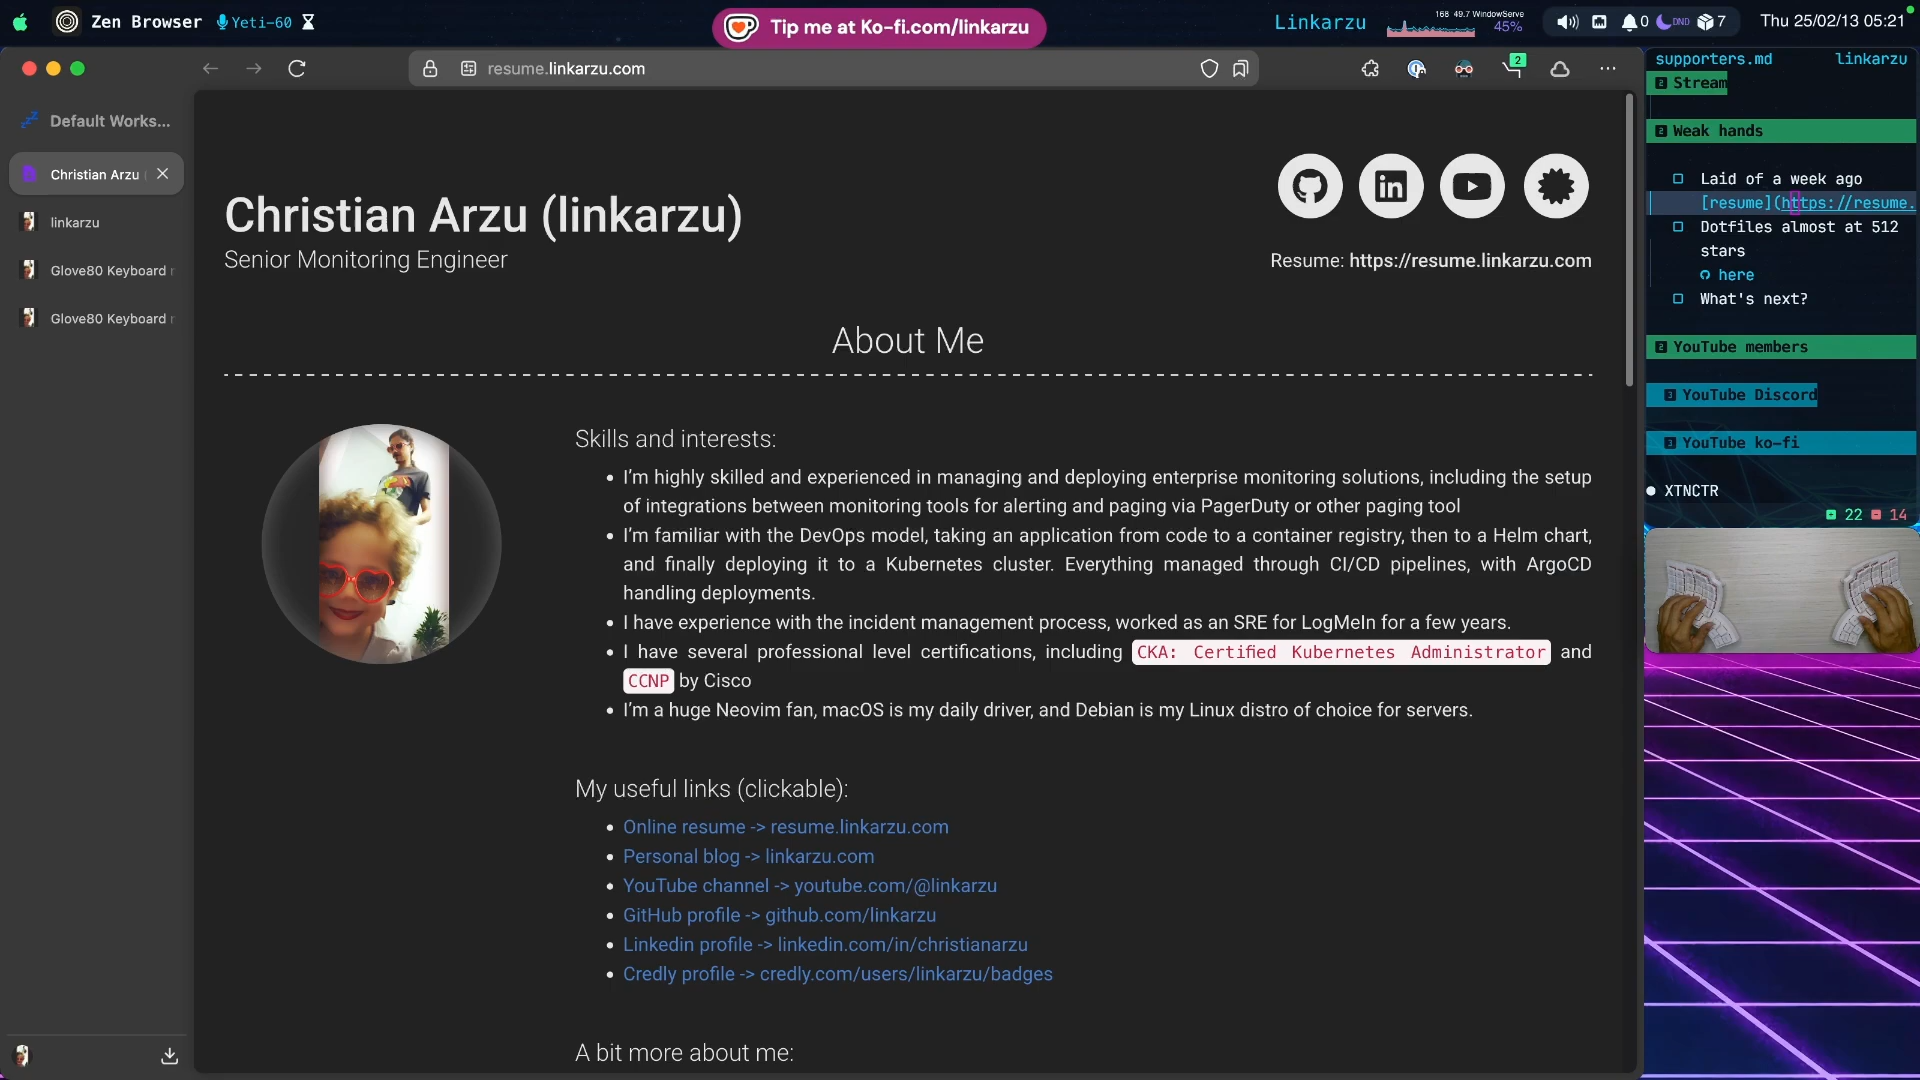 Zen Browser
Yeti-60
Tip me at Ko-fi.com/linkarzu
Linkarzu
168 49.7 WindowServe
45%
0
DND
7
Thu 25/02/13 05:21
resume.linkarzu.com
2
Default Works...
Christian Arzu (
linkarzu
Glove80 Keyboard r
Glove80 Keyboard r
Christian Arzu (linkarzu)
Senior Monitoring Engineer
Resume: https://resume.linkarzu.com
About Me
Skills and interests:
I'm highly skilled and experienced in managing and deploying enterprise monitoring solutions, including the setup
of integrations between monitoring tools for alerting and paging via PagerDuty or other paging tool
I'm familiar with the DevOps model, taking an application from code to a container registry, then to a Helm chart,
and finally deploying it to a Kubernetes cluster. Everything managed through CI/CD pipelines, with ArgoCD
handling deployments.
I have experience with the incident management process, worked as an SRE for LogMeIn for a few years.
I have several professional level certifications, including CKA: Certified Kubernetes Administrator and
CCNP by Cisco
I'm a huge Neovim fan, macOS is my daily driver, and Debian is my Linux distro of choice for servers.
My useful links (clickable):
Online resume -> resume.linkarzu.com
Personal blog -> linkarzu.com
YouTube channel -> youtube.com/@linkarzu
GitHub profile -> github.com/linkarzu
Linkedin profile -> linkedin.com/in/christianarzu
Credly profile -> credly.com/users/linkarzu/badges
A bit more about me:
supporters.md linkarzu
2 Stream
2 Weak hands
Laid of a week ago
[resume](https://resume.
Dotfiles almost at 512
stars
here
What's next?
2 YouTube members
3 YouTube Discord
3 YouTube ko-fi
XTNCTR
22 14